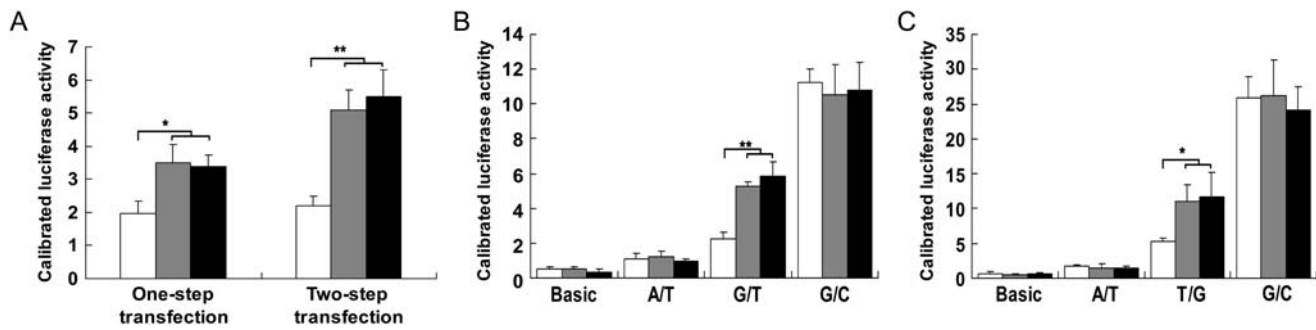 A
Calibrated luciferase activity
7
6
5
4
3
2
1
0
*
**
One-step transfection
Two-step transfection
B
Calibrated luciferase activity
14
12
10
8
6
4
2
0
**
Basic
A/T
G/T
G/C
C
Calibrated luciferase activity
35
30
25
20
15
10
5
0
*
Basic
A/T
T/G
G/C